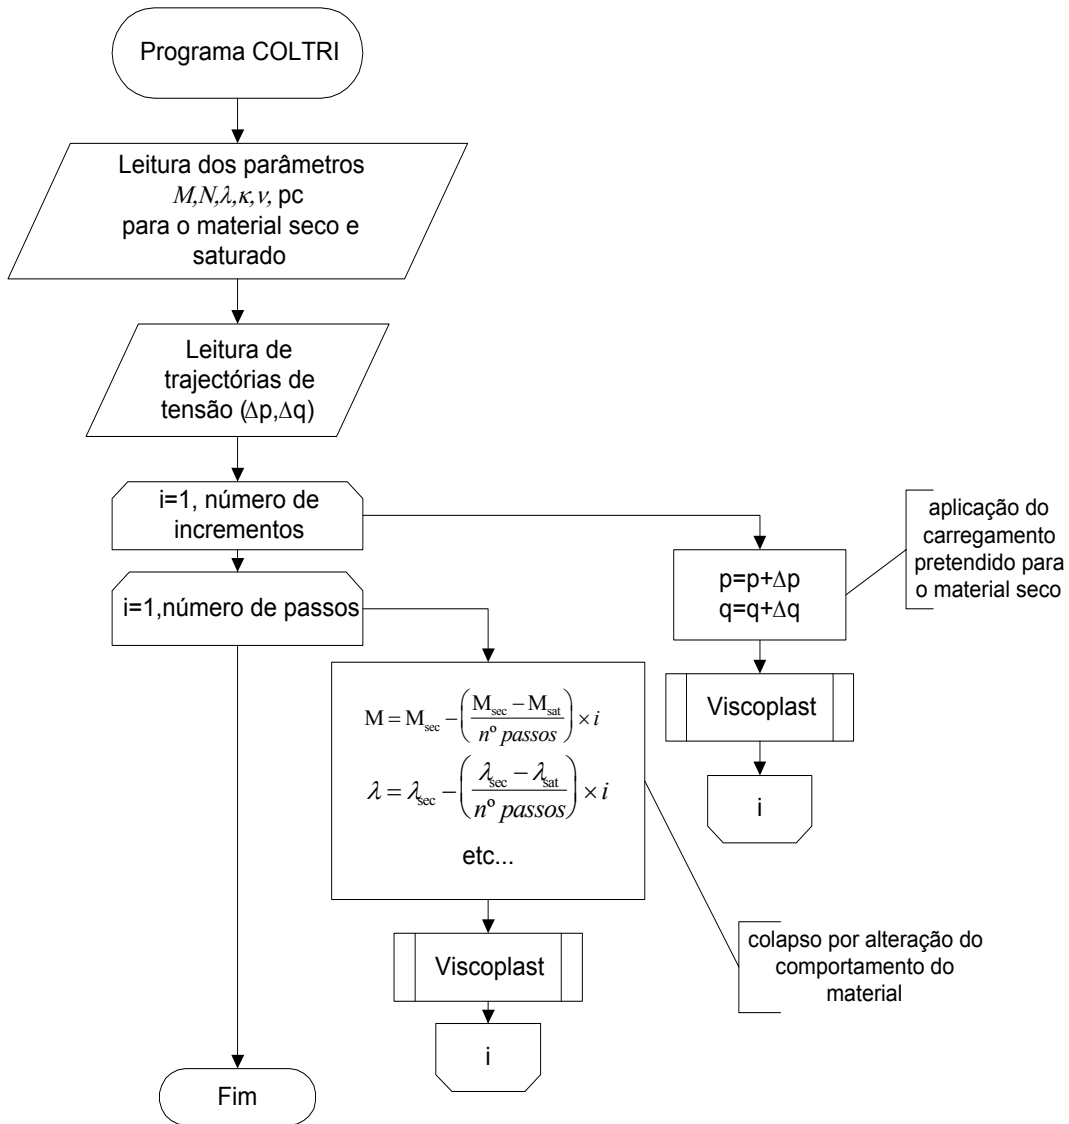 Programa COLTRI
Leitura dos parâmetros
M,N,λ,κ,ν, pc
para o material seco e
saturado
Leitura de
trajectórias de
tensão (Δp,Δq)
i=1, número de
incrementos
aplicação do
carregamento
pretendido para
o material seco
p=p+Δp
q=q+Δq
Viscoplast
i
i=1,número de passos
M = M_sec − ((M_sec − M_sat) / nº passos) × i
λ = λ_sec − ((λ_sec − λ_sat) / nº passos) × i
etc...
colapso por alteração do
comportamento do
material
Viscoplast
i
Fim